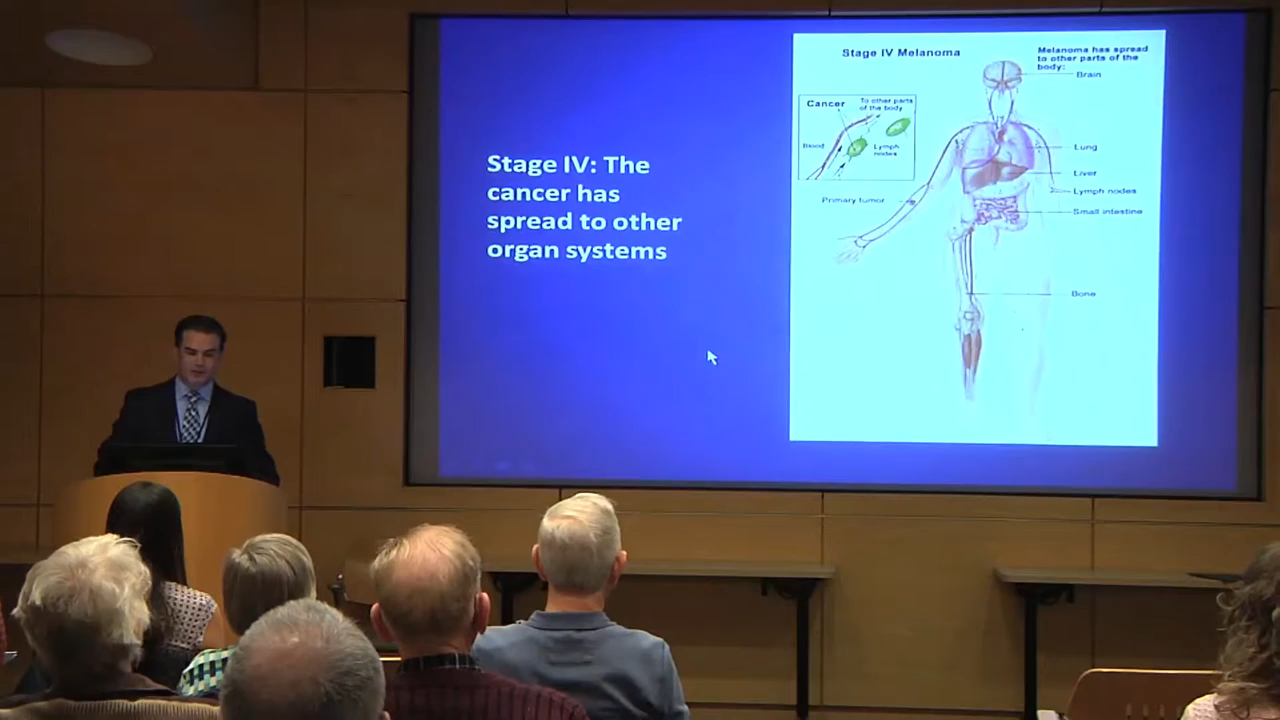 Stage IV: The
cancer has
spread to other
organ systems
Stage IV Melanoma
Melanoma has spread
to other parts of the
body:
Brain
Cancer
To other parts
of the body
Blood
Lymph
nodes
Lung
Liver
Lymph nodes
Primary tumor
Small intestine
Bone